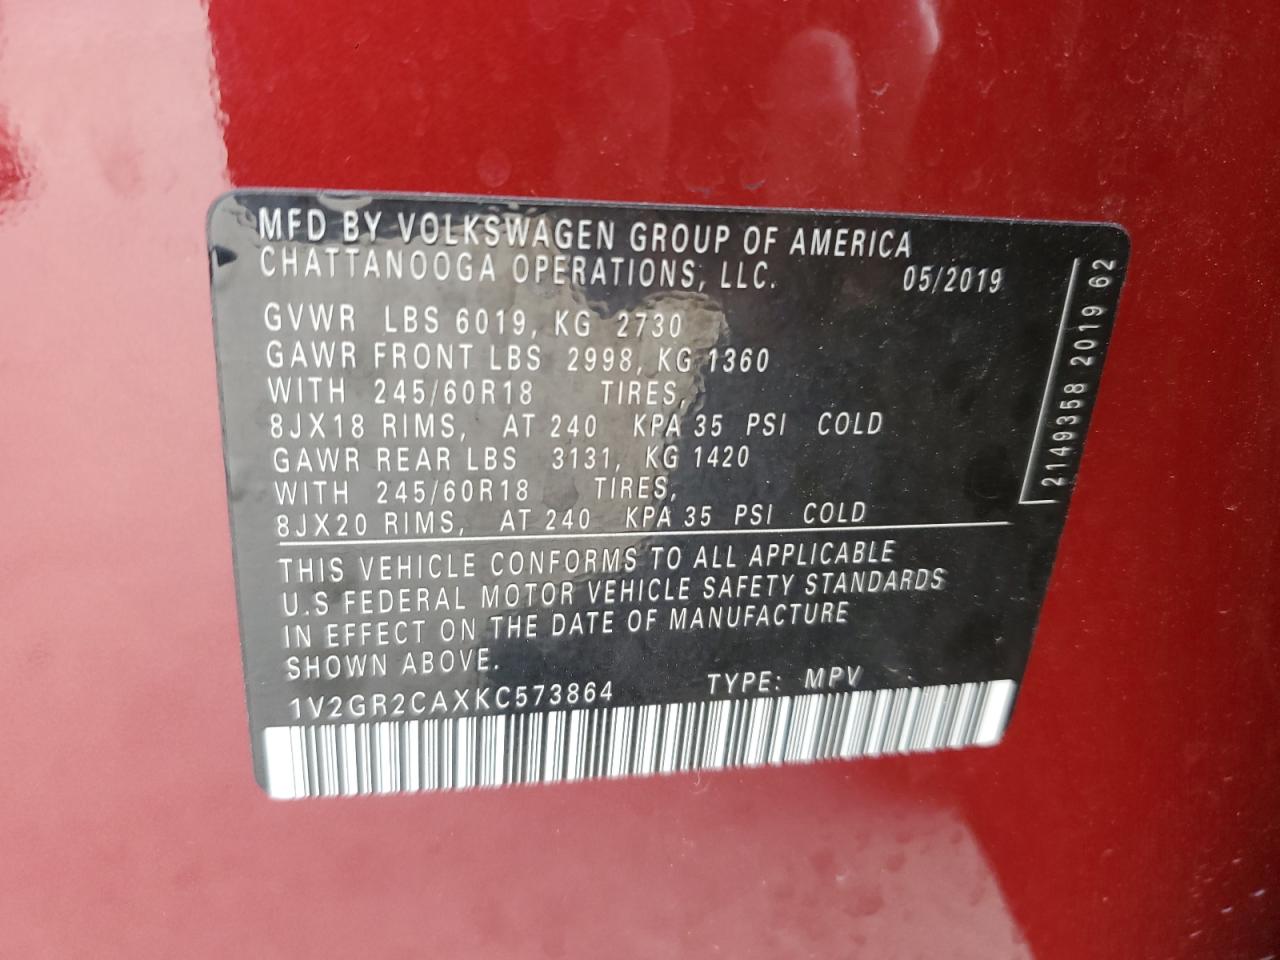 MFD BY VOLKSWAGEN GROUP OF AMERICA
CHATTANOOGA OPERATIONS, LLC. 05/2019
GVWR LBS 6019, KG 2730
GAWR FRONT LBS 2998, KG 1360
WITH 245/60R18 TIRES,
8JX18 RIMS, AT 240 KPA 35 PSI COLD
GAWR REAR LBS 3131, KG 1420
WITH 245/60R18 TIRES,
8JX20 RIMS, AT 240 KPA 35 PSI COLD
THIS VEHICLE CONFORMS TO ALL APPLICABLE
U.S FEDERAL MOTOR VEHICLE SAFETY STANDARDS
IN EFFECT ON THE DATE OF MANUFACTURE
SHOWN ABOVE.
1V2GR2CAXKC573864 TYPE: MPV
2149358 2019 62